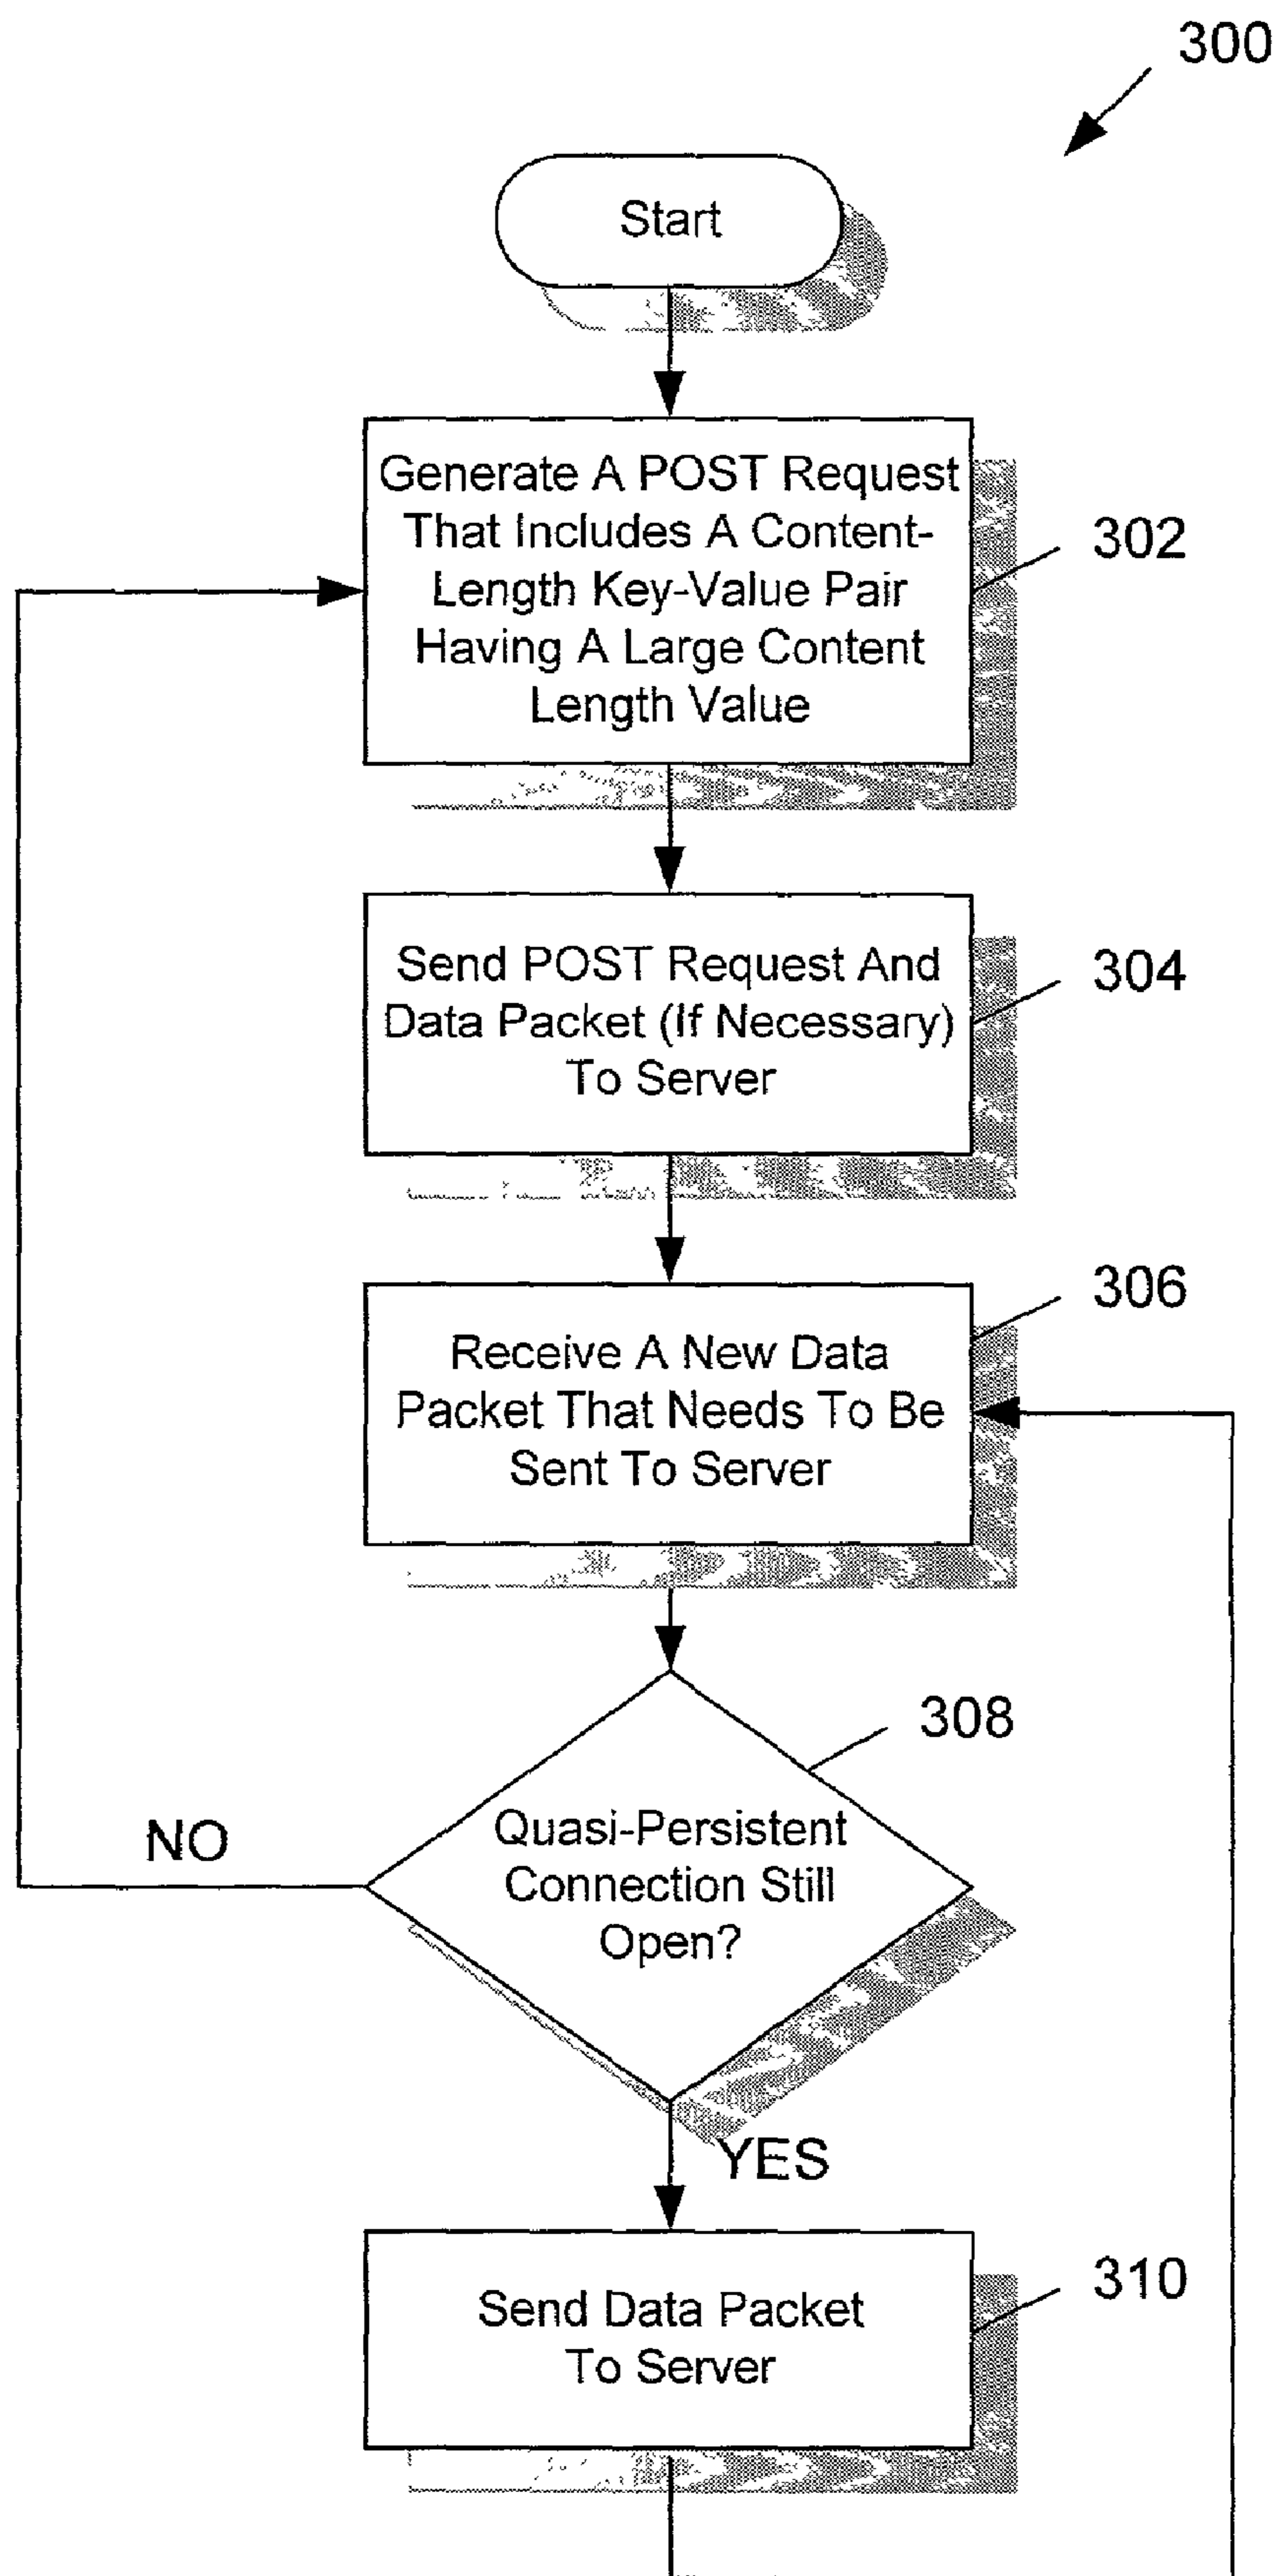 300
Start
Generate A POST Request
That Includes A Content-
Length Key-Value Pair
Having A Large Content
Length Value
302
Send POST Request And
Data Packet (If Necessary)
To Server
304
306
Receive A New Data
Packet That Needs To Be
Sent To Server
308
Quasi-Persistent
Connection Still
Open?
NO
YES
310
Send Data Packet
To Server